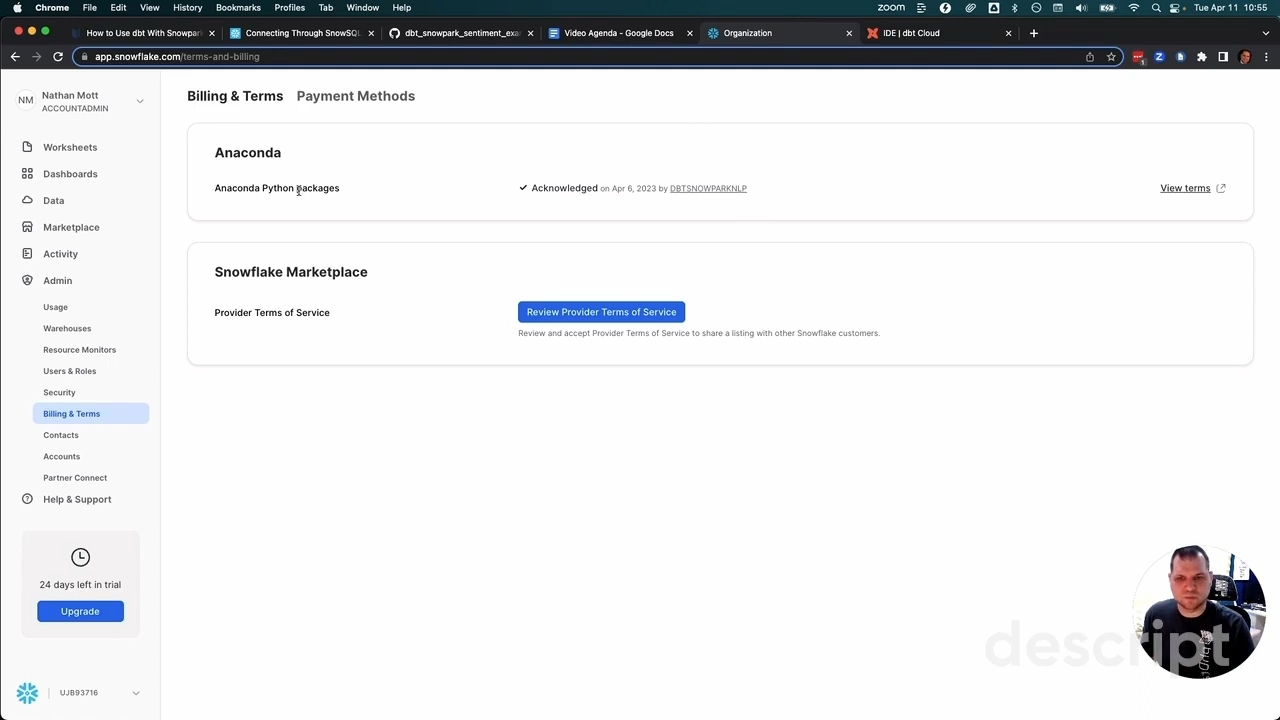 Chrome File Edit View History Bookmarks Profiles Tab Window Help zoom Tue Apr 11 10:55
How to Use dbt With Snowpark
Connecting Through SnowSQL
dbt_snowpark_sentiment_exa
Video Agenda - Google Docs
Organization
IDE | dbt Cloud
app.snowflake.com/terms-and-billing
NM
Nathan Mott
ACCOUNTADMIN
Worksheets
Dashboards
Data
Marketplace
Activity
Admin
Usage
Warehouses
Resource Monitors
Users & Roles
Security
Billing & Terms
Contacts
Accounts
Partner Connect
Help & Support
24 days left in trial
Upgrade
UJB93716
Billing & Terms Payment Methods
Anaconda
Anaconda Python packages
Acknowledged on Apr 6, 2023 by DBTSNOWPARKNLP
View terms
Snowflake Marketplace
Provider Terms of Service
Review Provider Terms of Service
Review and accept Provider Terms of Service to share a listing with other Snowflake customers.
descript